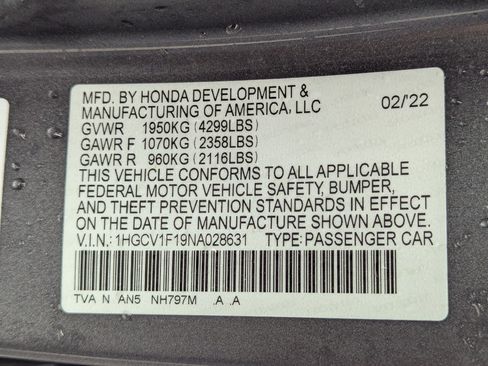 MFD. BY HONDA DEVELOPMENT &
MANUFACTURING OF AMERICA, LLC 02/'22
GVWR 1950KG (4299LBS)
GAWR F 1070KG (2358LBS)
GAWR R 960KG (2116LBS)
THIS VEHICLE CONFORMS TO ALL APPLICABLE
FEDERAL MOTOR VEHICLE SAFETY, BUMPER,
AND THEFT PREVENTION STANDARDS IN EFFECT
ON THE DATE OF MANUFACTURE SHOWN ABOVE.
V.I.N.: 1HGCV1F19NA028631 TYPE: PASSENGER CAR
TVA N AN5 NH797M .A .A